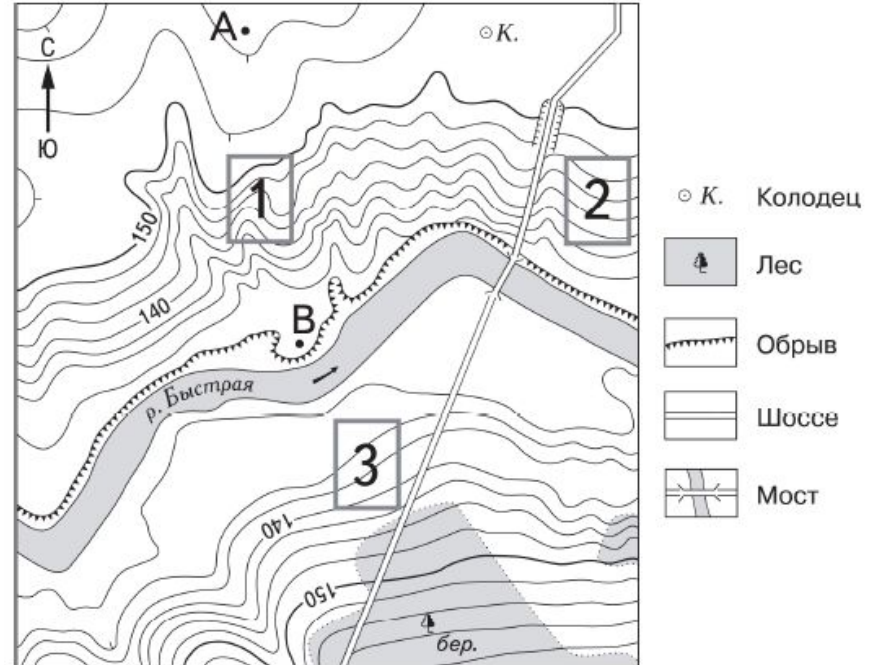 А
К.
С
Ю
1
2
150
140
В
р. Быстрая
3
140
150
бер.
К. Колодец
Лес
Обрыв
Шоссе
Мост